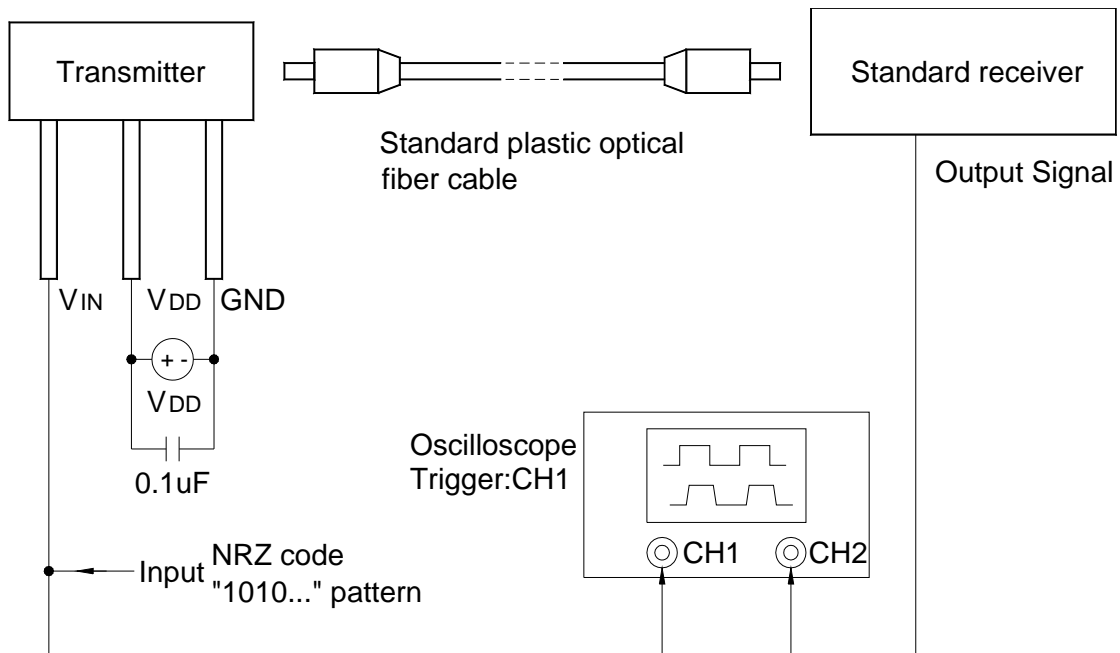 Transmitter
Standard receiver
Standard plastic optical
fiber cable
Output Signal
VIN
VDD
GND
+ -
VDD
0.1uF
Oscilloscope
Trigger:CH1
CH1
CH2
Input
NRZ code
"1010..." pattern